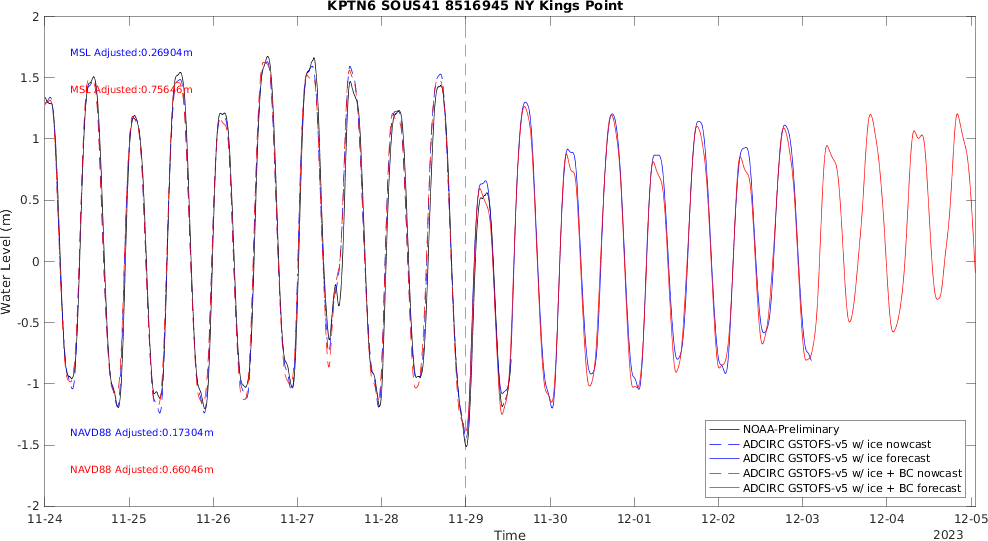 KPTN6 SOUS41 8516945 NY Kings Point
2
1.5
1
0.5
0
-0.5
-1
-1.5
-2
Water Level (m)
MSL Adjusted:0.26904m
MSL Adjusted:0.75646m
NAVD88 Adjusted:0.17304m
NAVD88 Adjusted:0.66046m
NOAA-Preliminary
ADCIRC GSTOFS-v5 w/ ice nowcast
ADCIRC GSTOFS-v5 w/ ice forecast
ADCIRC GSTOFS-v5 w/ ice + BC nowcast
ADCIRC GSTOFS-v5 w/ ice + BC forecast
11-24 11-25 11-26 11-27 11-28 11-29 11-30 12-01 12-02 12-03 12-04 12-05
Time
2023